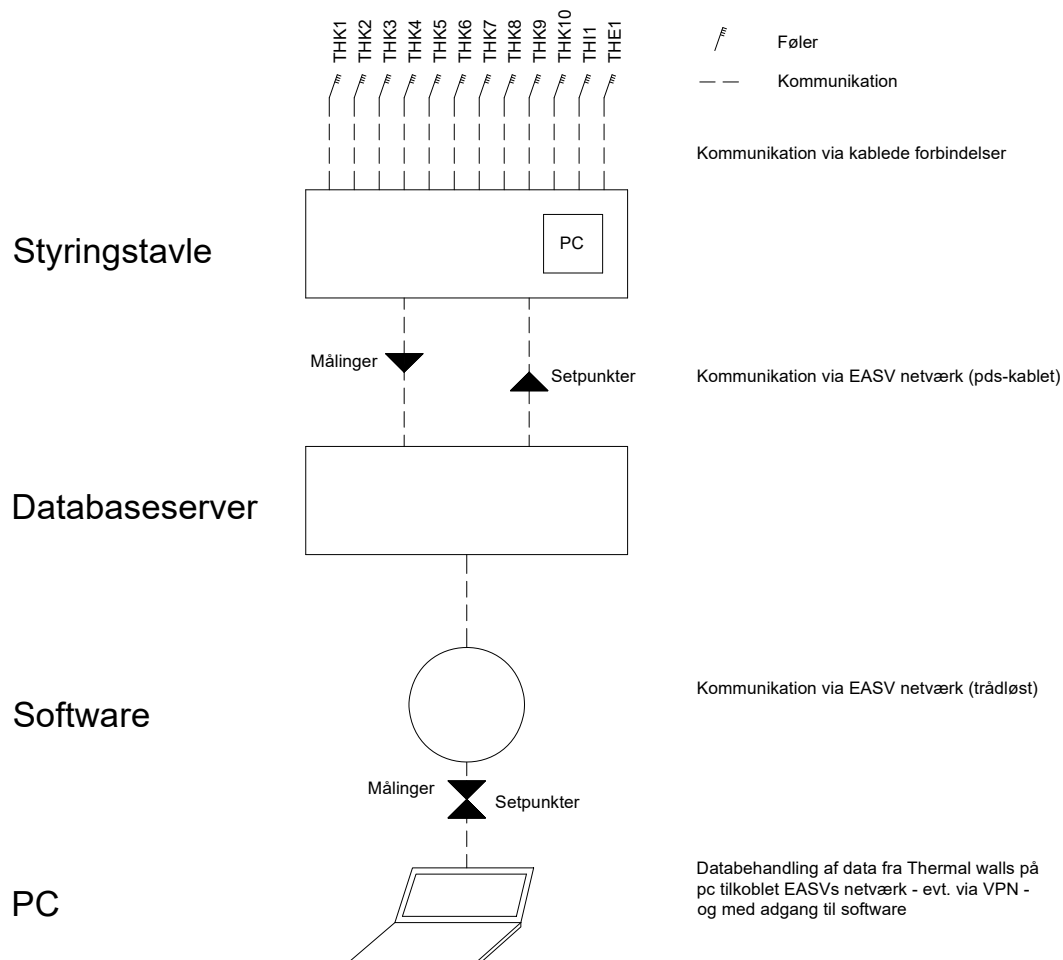 THK1
THK2
THK3
THK4
THK5
THK6
THK7
THK8
THK9
THK10
THI1
THE1
Føler
Kommunikation
Kommunikation via kablede forbindelser
Styringstavle
PC
Målinger
Setpunkter
Kommunikation via EASV netværk (pds-kablet)
Databaseserver
Kommunikation via EASV netværk (trådløst)
Software
Målinger
Setpunkter
PC
Databehandling af data fra Thermal walls på
pc tilkoblet EASVs netværk - evt. via VPN -
og med adgang til software